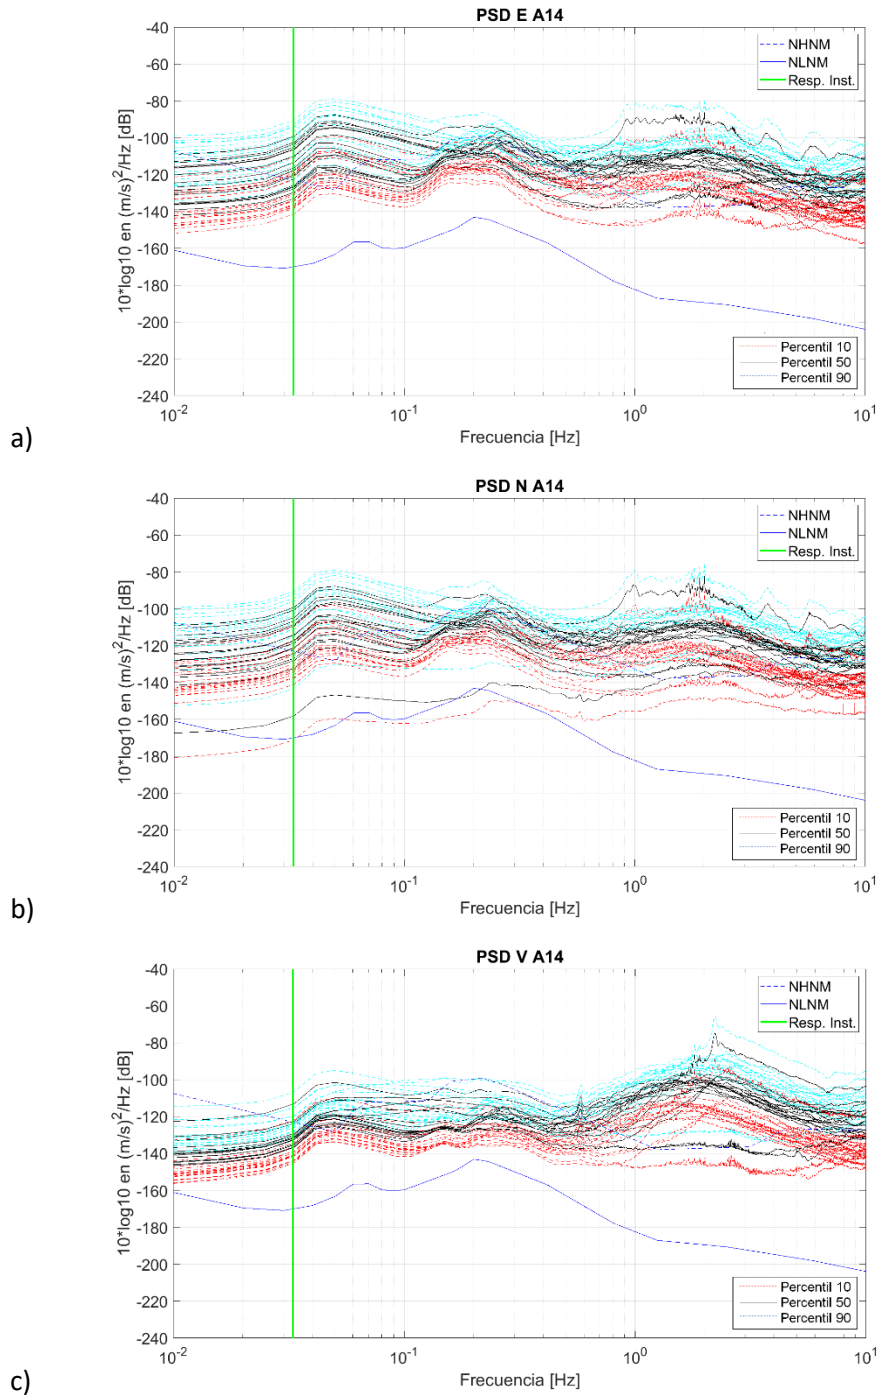 PSD E A14
-40
-60
-80
-100
-120
-140
-160
-180
-200
-220
-240
10*log10 en (m/s)²/Hz [dB]
NHNM
NLNM
Resp. Inst.
Percentil 10
Percentil 50
Percentil 90
10⁻² 10⁻¹ 10⁰ 10¹
Frecuencia [Hz]
a)
PSD N A14
-40
-60
-80
-100
-120
-140
-160
-180
-200
-220
-240
10*log10 en (m/s)²/Hz [dB]
NHNM
NLNM
Resp. Inst.
Percentil 10
Percentil 50
Percentil 90
10⁻² 10⁻¹ 10⁰ 10¹
Frecuencia [Hz]
b)
PSD V A14
-40
-60
-80
-100
-120
-140
-160
-180
-200
-220
-240
10*log10 en (m/s)²/Hz [dB]
NHNM
NLNM
Resp. Inst.
Percentil 10
Percentil 50
Percentil 90
10⁻² 10⁻¹ 10⁰ 10¹
Frecuencia [Hz]
c)